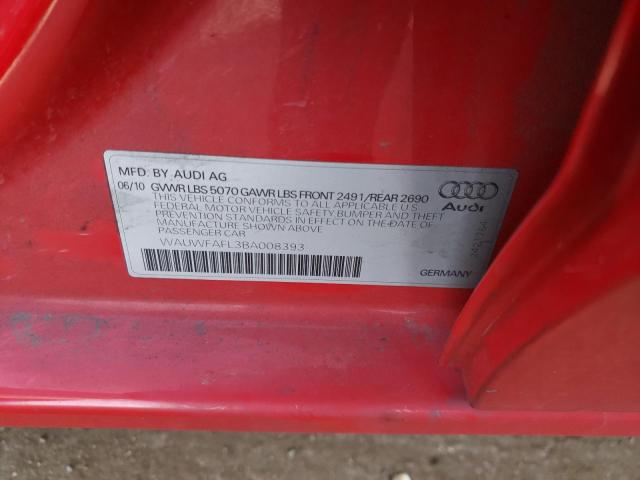 MFD. BY. AUDI AG
06/10 GVWR LBS 5070 GAWR LBS FRONT 2491/REAR 2690
THIS VEHICLE CONFORMS TO ALL APPLICABLE U.S
FEDERAL MOTOR VEHICLE SAFETY BUMPER AND THEFT
PREVENTION STANDARDS IN EFFECT ON THE DATE OF
MANUFACTURE SHOWN ABOVE
PASSENGER CAR
WAUWFAFL3BA008393
Audi
GERMANY